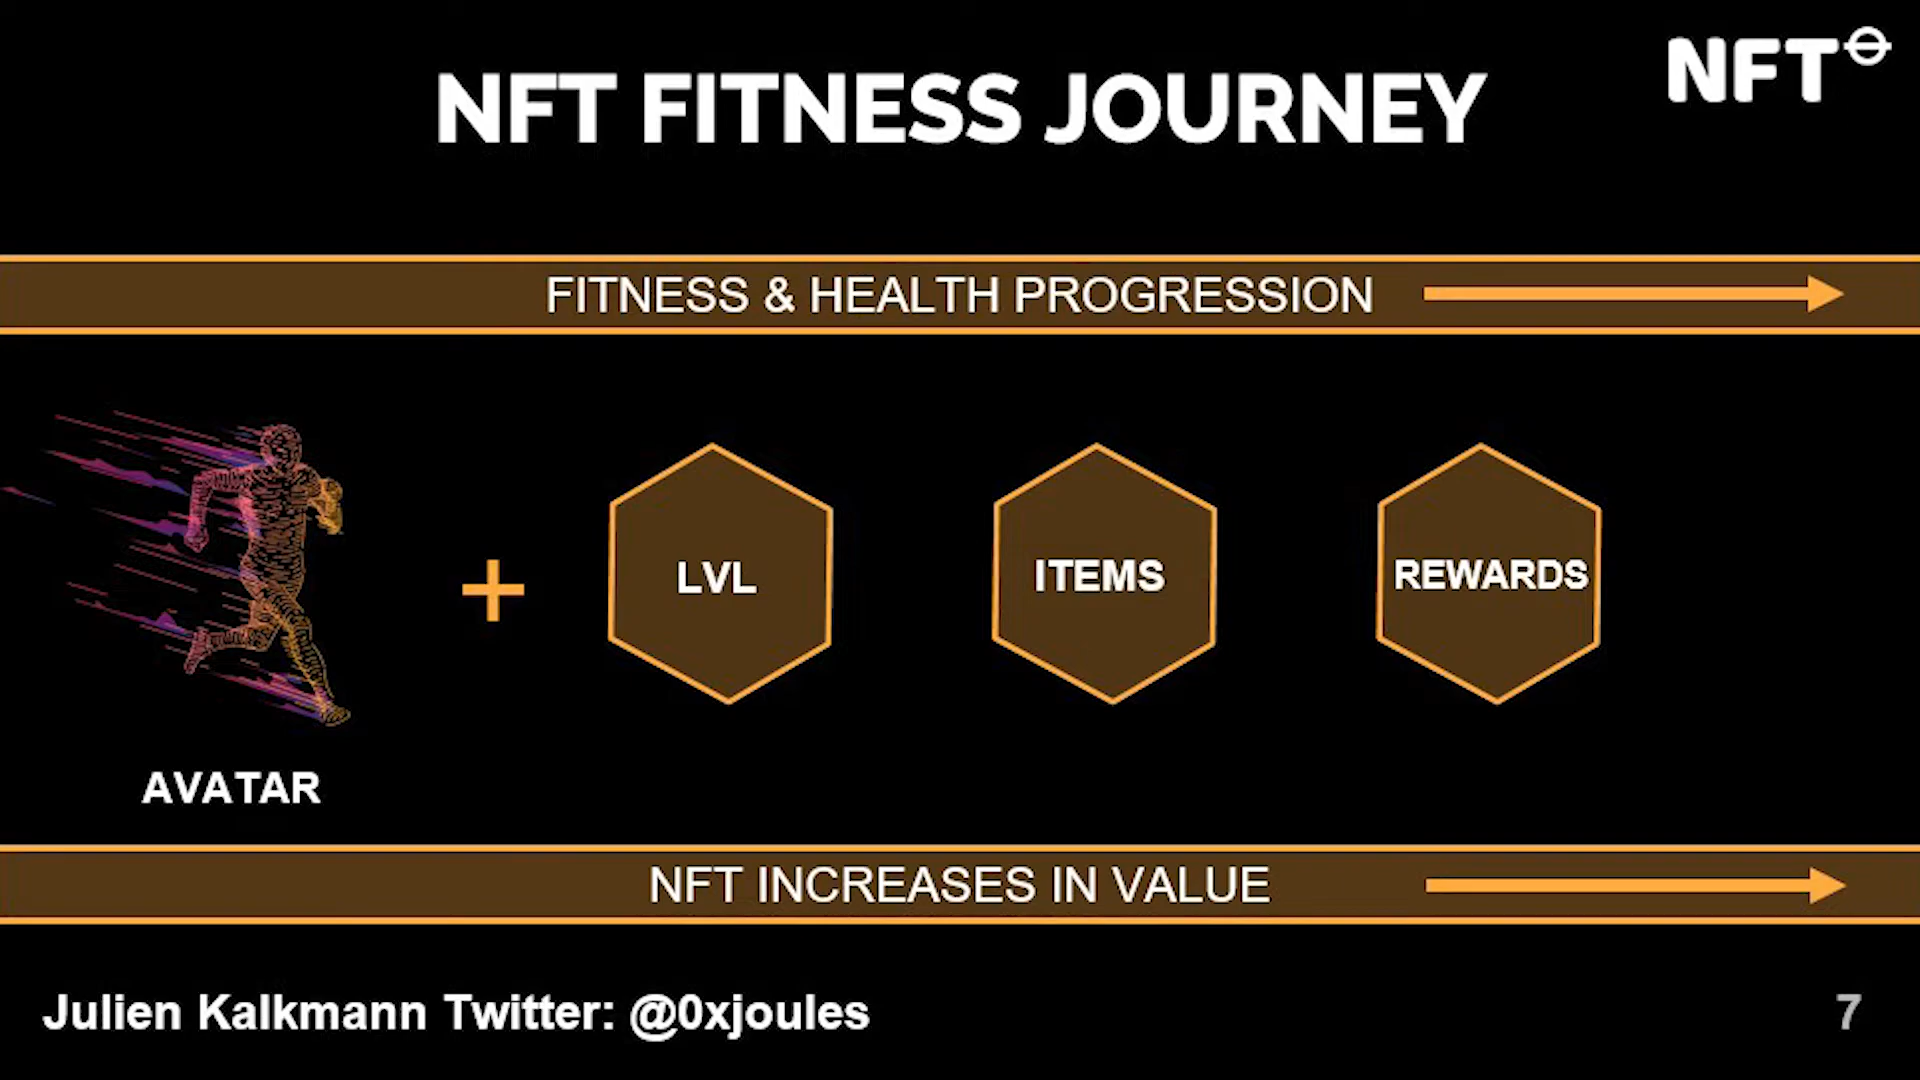 NFT
NFT FITNESS JOURNEY
FITNESS & HEALTH PROGRESSION
LVL
ITEMS
REWARDS
AVATAR
NFT INCREASES IN VALUE
Julien Kalkmann Twitter: @0xjoules
7